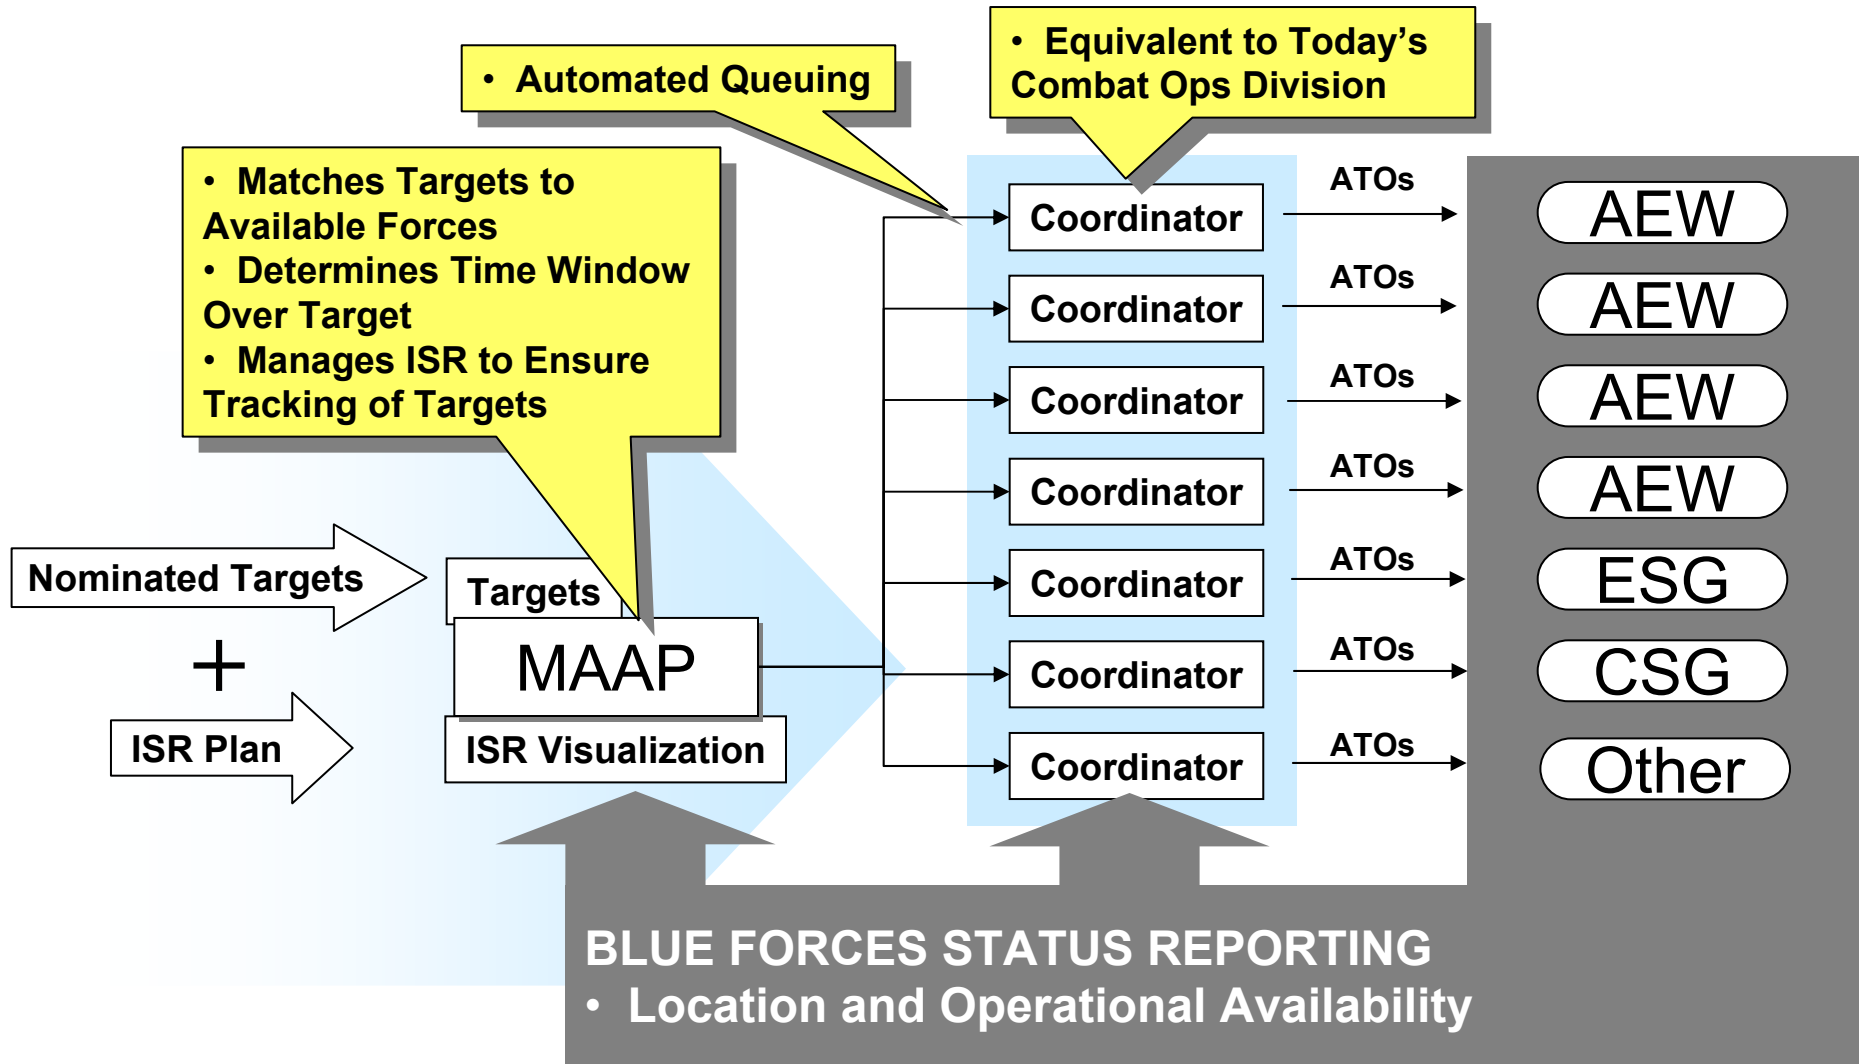 • Automated Queuing
• Equivalent to Today’s
Combat Ops Division
• Matches Targets to
Available Forces
• Determines Time Window
Over Target
• Manages ISR to Ensure
Tracking of Targets
Nominated Targets
+
ISR Plan
Targets
MAAP
ISR Visualization
Coordinator
ATOs
AEW
Coordinator
ATOs
AEW
Coordinator
ATOs
AEW
Coordinator
ATOs
AEW
Coordinator
ATOs
ESG
Coordinator
ATOs
CSG
Coordinator
ATOs
Other
BLUE FORCES STATUS REPORTING
• Location and Operational Availability